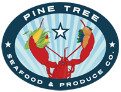 PINE TREE
SEAFOOD & PRODUCE CO.